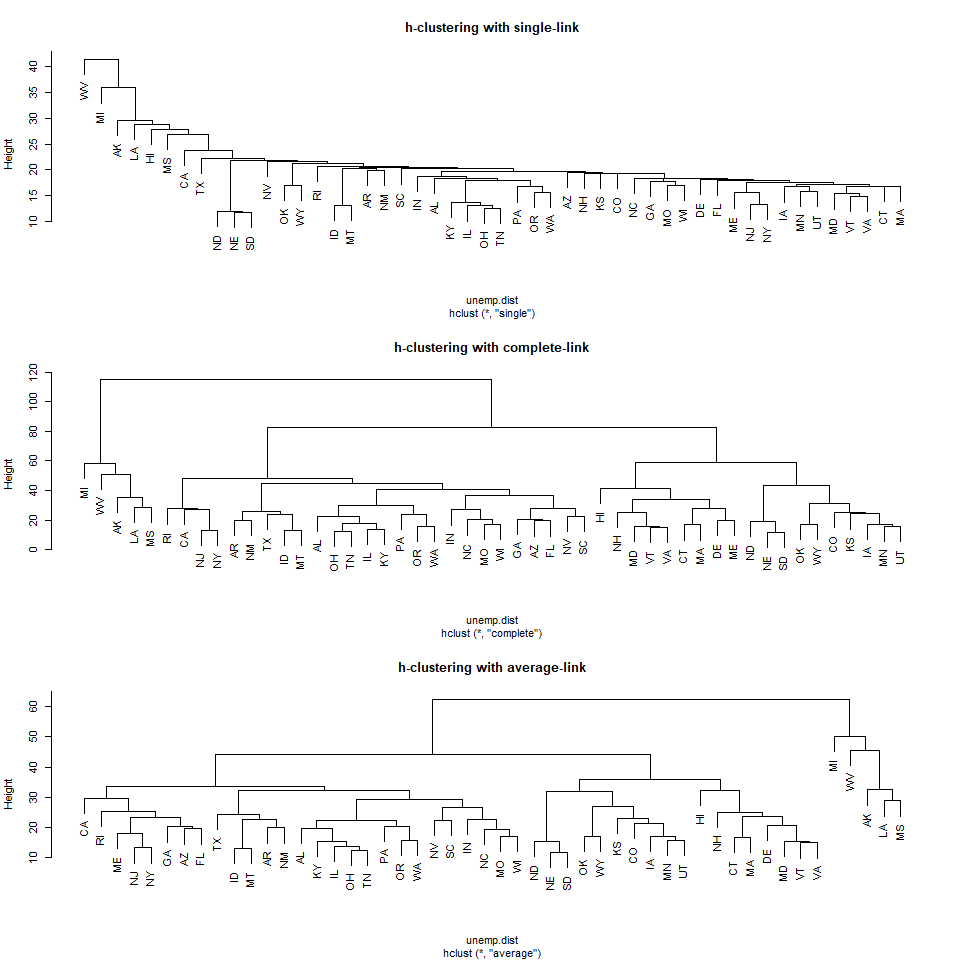 h-clustering with single-link
Height
40
35
30
25
20
15
10
WV MI AK LA HI MS CA TX ND NE SD NV OK WY RI ID MT AR NM SC IN AL KY IL OH TN PA OR WA AZ NH KS CO NC GA MO WI DE FL ME NJ NY IA MN UT MD VT VA CT MA
unemp.dist
hclust (*, "single")
h-clustering with complete-link
Height
120
100
80
60
40
20
0
MI WV AK LA MS RI CA NJ NY AR NM TX ID MT AL OH TN IL KY PA OR WA IN NC MO WI GA AZ FL NV SC HI NH MD VT VA CT MA DE ME ND NE SD OK WY CO KS IA MN UT
unemp.dist
hclust (*, "complete")
h-clustering with average-link
Height
60
50
40
30
20
10
CA RI ME NJ NY GA AZ FL TX ID MT AR NM AL KY IL OH TN PA OR WA NV SC IN NC MO WI ND NE SD OK WY KS CO IA MN UT HI NH CT MA DE MD VT VA MI WV AK LA MS
unemp.dist
hclust (*, "average")